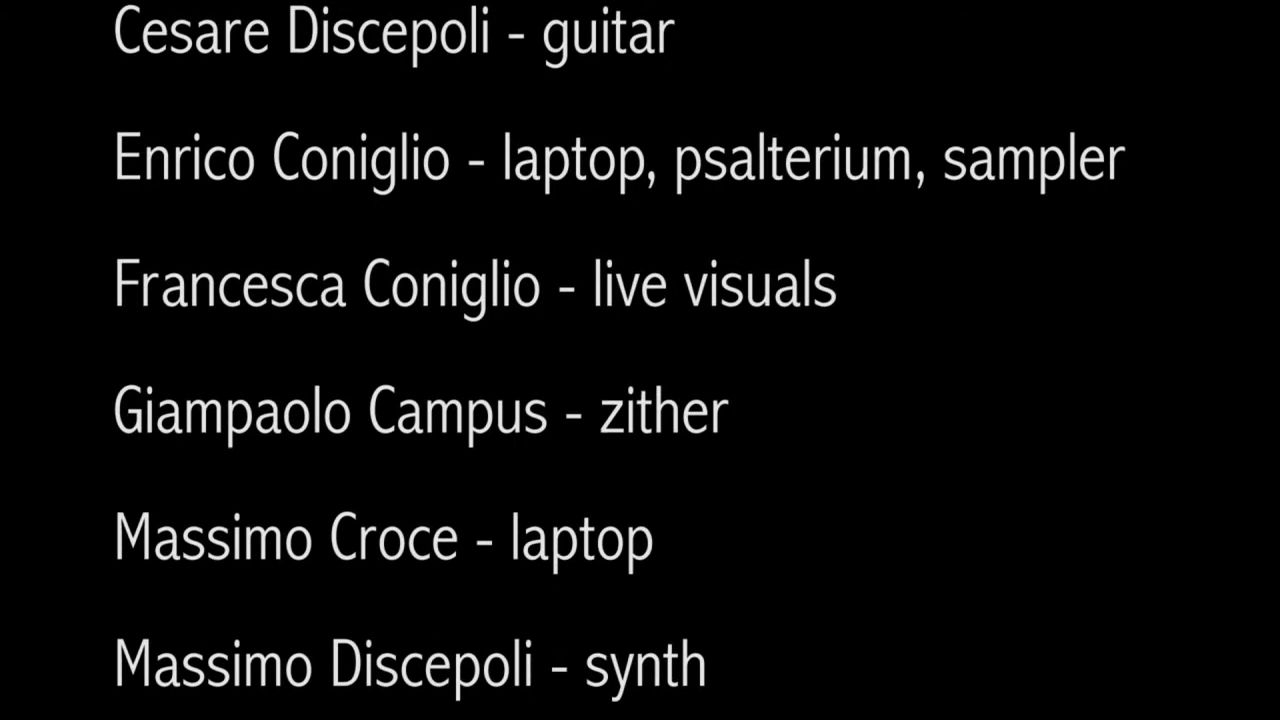 Cesare Discepoli - guitar
Enrico Coniglio - laptop, psalterium, sampler
Francesca Coniglio - live visuals
Giampaolo Campus - zither
Massimo Croce - laptop
Massimo Discepoli - synth